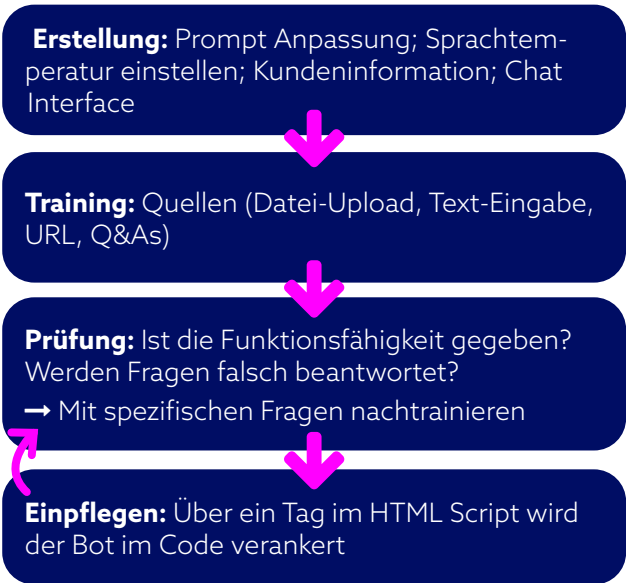 Erstellung: Prompt Anpassung; Sprachtem-
peratur einstellen; Kundeninformation; Chat
Interface
Training: Quellen (Datei-Upload, Text-Eingabe,
URL, Q&As)
Prüfung: Ist die Funktionsfähigkeit gegeben?
Werden Fragen falsch beantwortet?
→ Mit spezifischen Fragen nachtrainieren
Einpflegen: Über ein Tag im HTML Script wird
der Bot im Code verankert